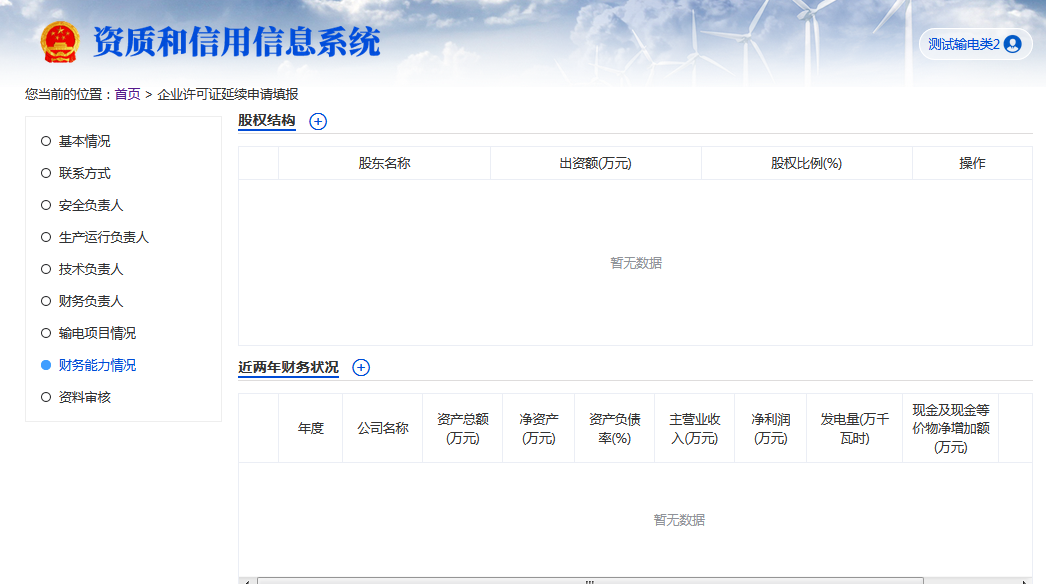 资质和信用信息系统
测试输电类2
您当前的位置：首页 > 企业许可证延续申请填报
基本情况
联系方式
安全负责人
生产运行负责人
技术负责人
财务负责人
输电项目情况
财务能力情况
资料审核
股权结构
股东名称 出资额(万元) 股权比例(%) 操作
暂无数据
近两年财务状况
年度 公司名称 资产总额(万元) 净资产(万元) 资产负债率(%) 主营业收入(万元) 净利润(万元) 发电量(万千瓦时) 现金及现金等价物净增加额(万元)
暂无数据